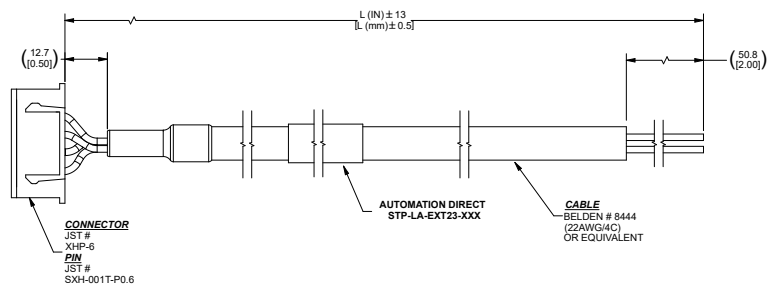 L (IN) ± 13
[L (mm) ± 0.5]
(12.7
[0.50])
(50.8
[2.00])
AUTOMATION DIRECT
STP-LA-EXT23-XXX
CABLE
BELDEN # 8444
(22AWG/4C)
OR EQUIVALENT
CONNECTOR
JST #
XHP-6
PIN
JST #
SXH-001T-P0.6